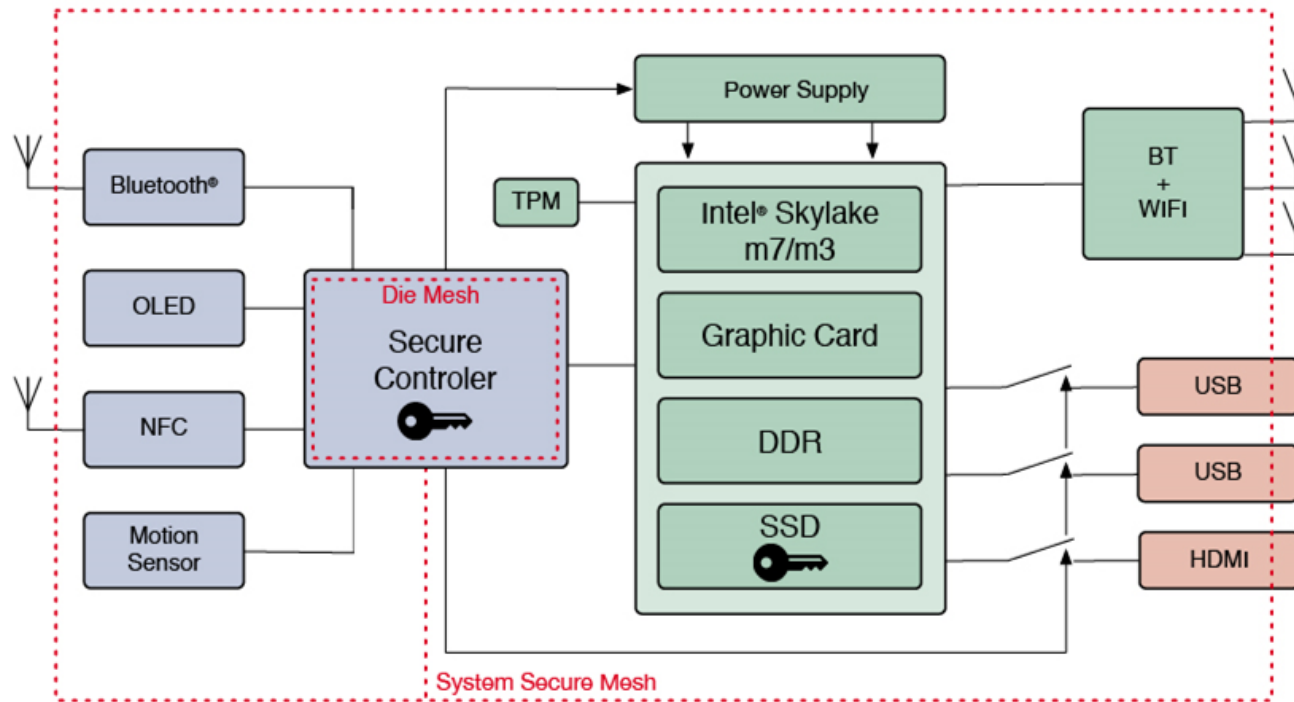 Power Supply
Bluetooth®
TPM
Intel® Skylake
m7/m3
BT
+
WIFI
OLED
Die Mesh
Secure
Controler
Graphic Card
USB
NFC
DDR
USB
Motion
Sensor
SSD
HDMI
System Secure Mesh